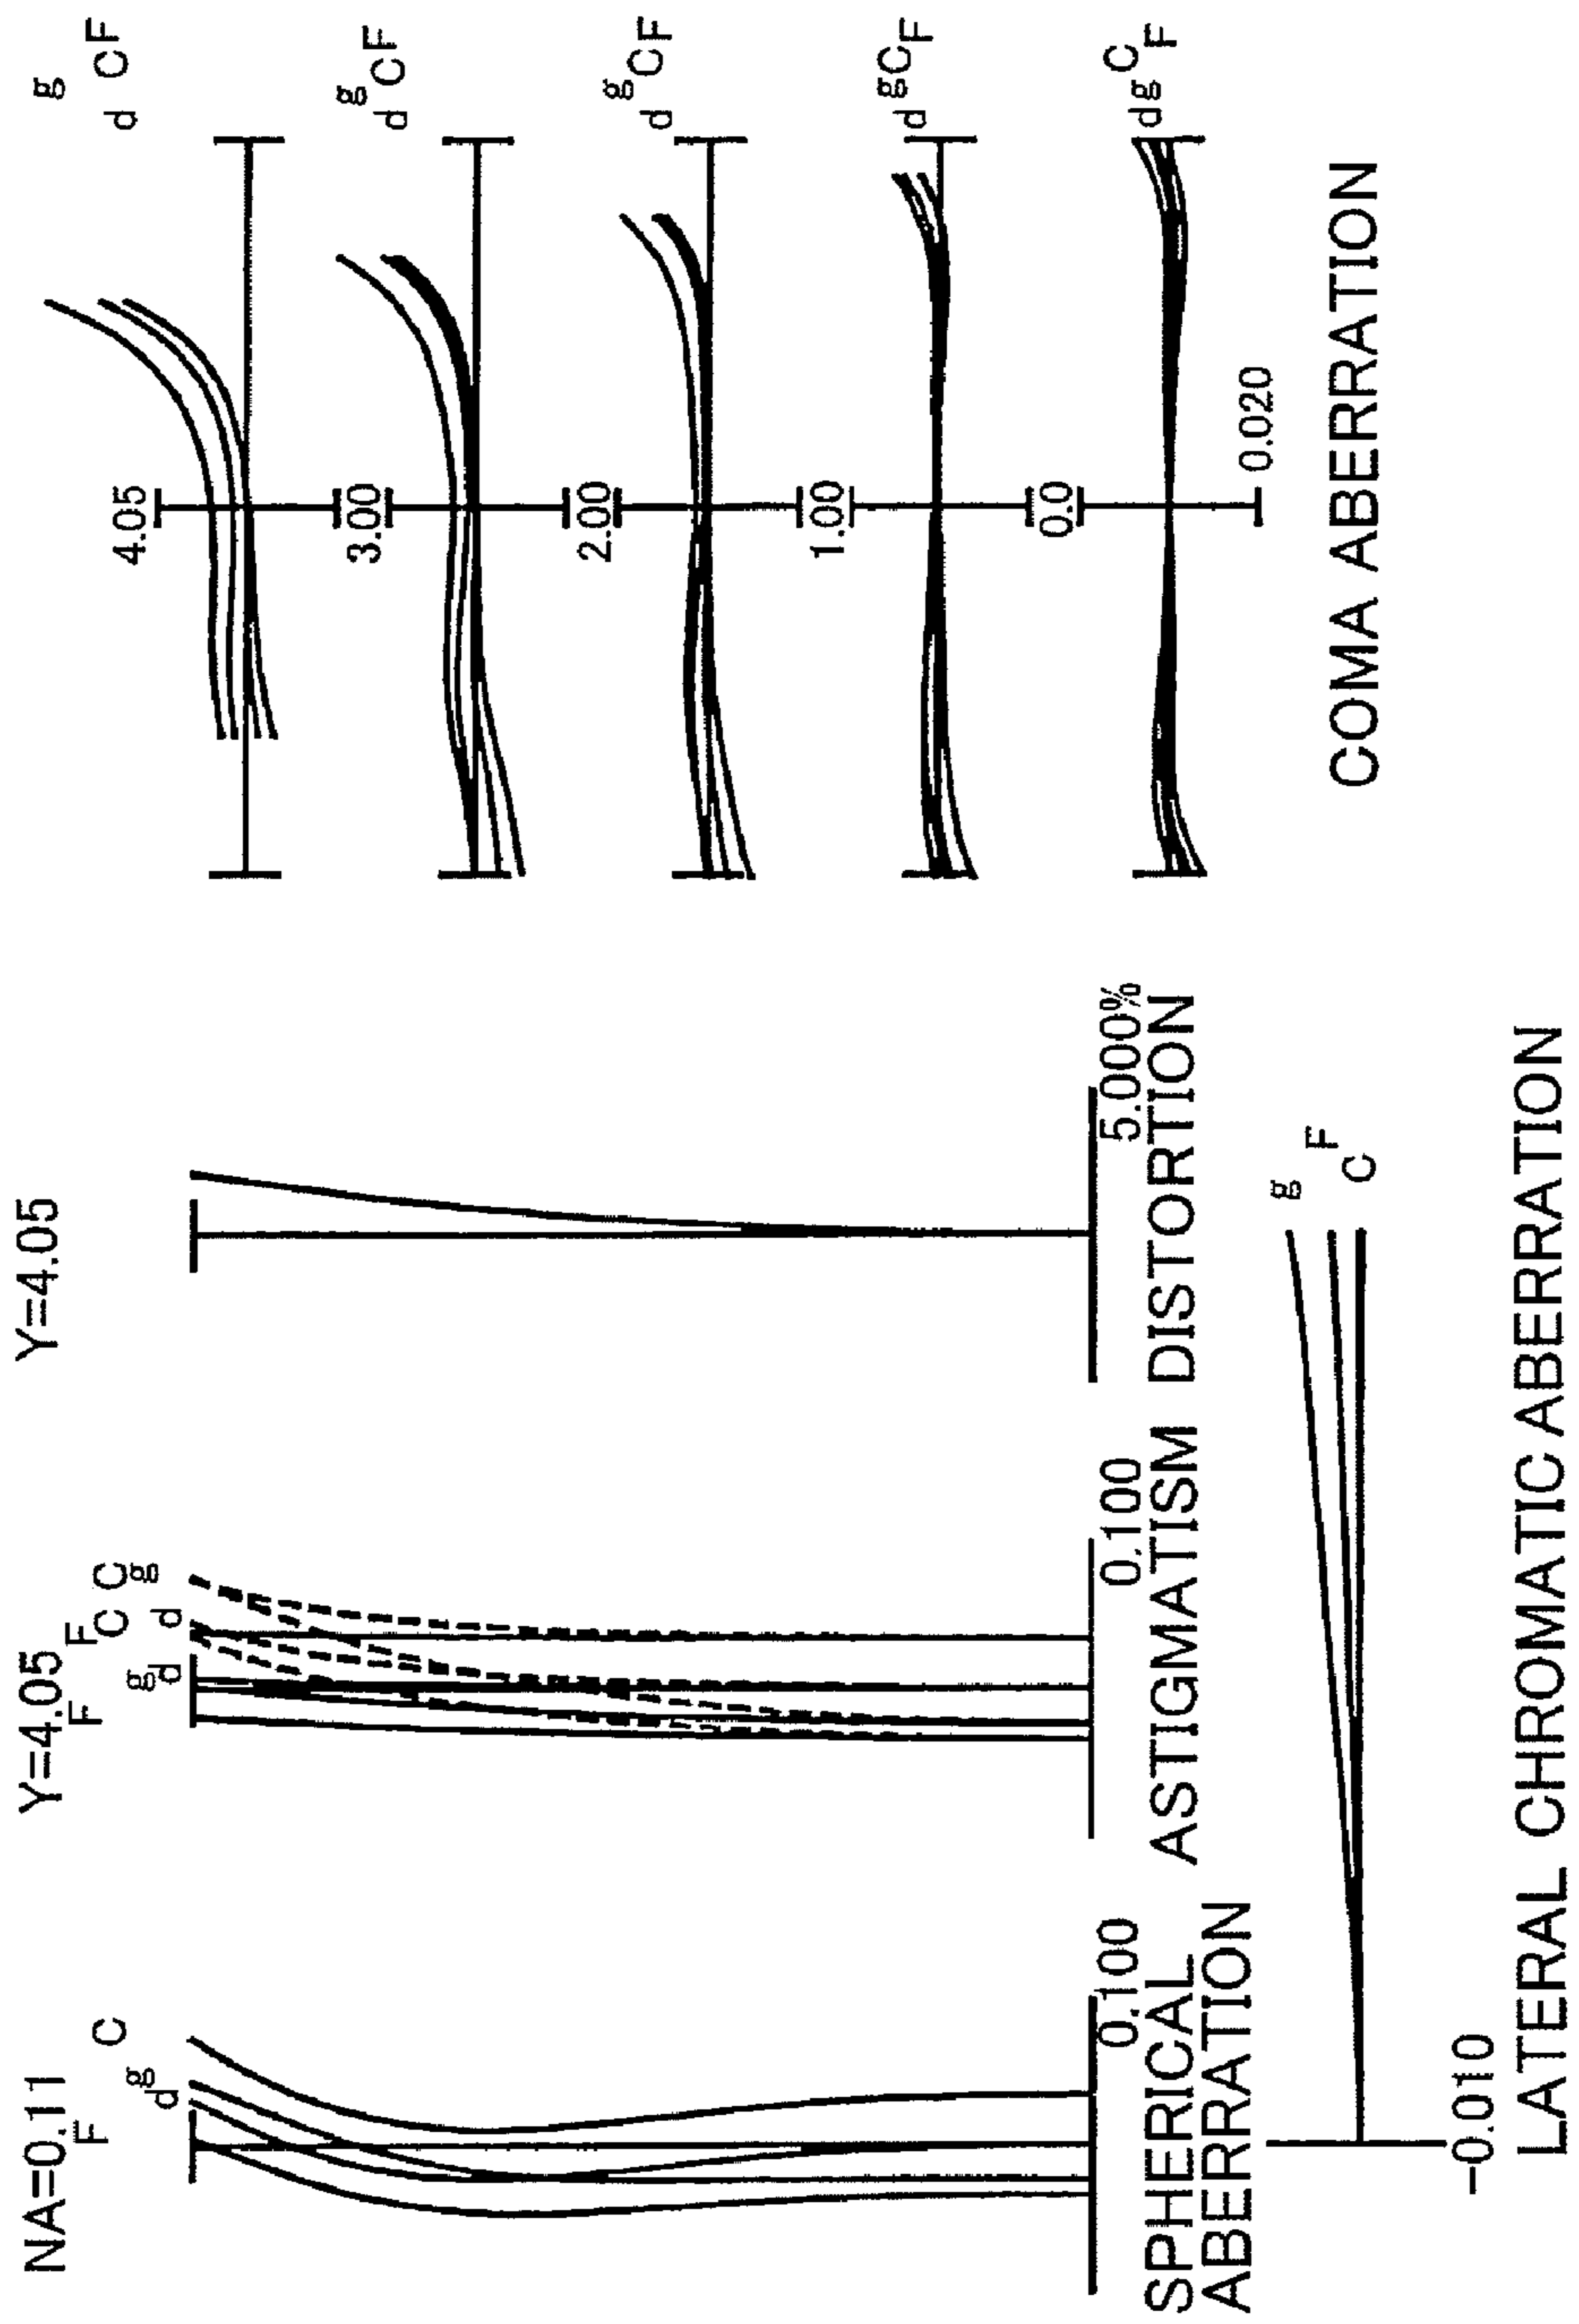 NA=0.11
F
d
g
C
0.100
SPHERICAL
ABERRATION
Y=4.05
F
g
d
F
C
d
C
g
0.100
ASTIGMATISM
Y=4.05
5.000%
DISTORTION
4.05
g
d
C
F
3.00
g
d
C
F
2.00
g
d
C
F
1.00
d
g
C
F
0.0
d
g
C
F
0.020
COMA ABERRATION
-0.010
g
F
C
LATERAL CHROMATIC ABERRATION